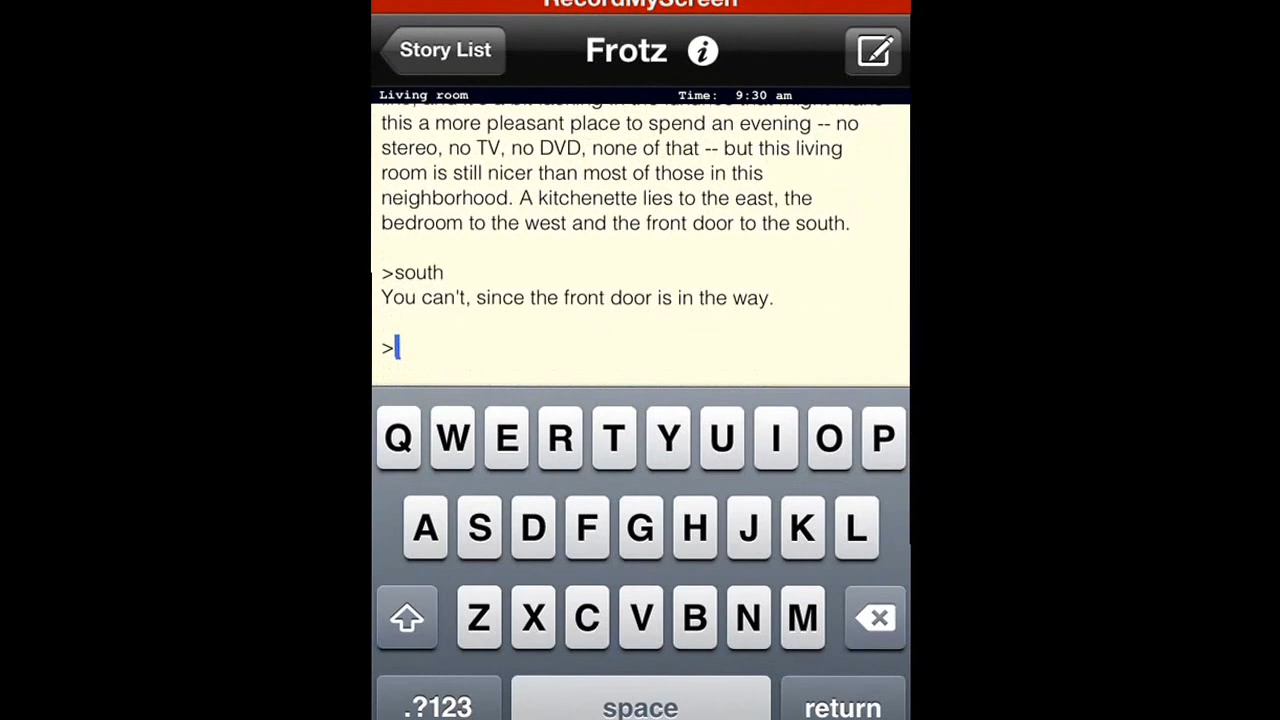 RecordMyScreen
Story List
Frotz
i
Living room Time: 9:30 am
this a more pleasant place to spend an evening -- no
stereo, no TV, no DVD, none of that -- but this living
room is still nicer than most of those in this
neighborhood. A kitchenette lies to the east, the
bedroom to the west and the front door to the south.
>south
You can't, since the front door is in the way.
>
Q W E R T Y U I O P
A S D F G H J K L
Z X C V B N M
.?123 space return